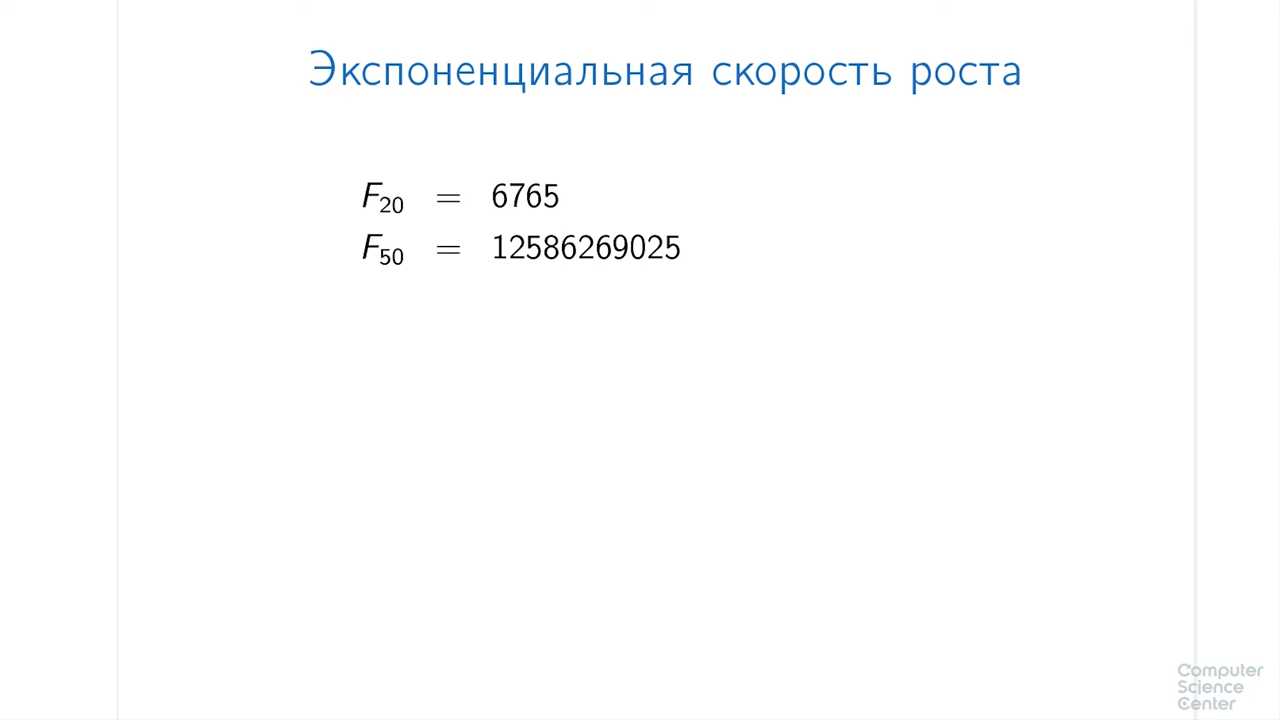 Экспоненциальная скорость роста
F₂₀ = 6765
F₅₀ = 12586269025
Computer
Science
Center